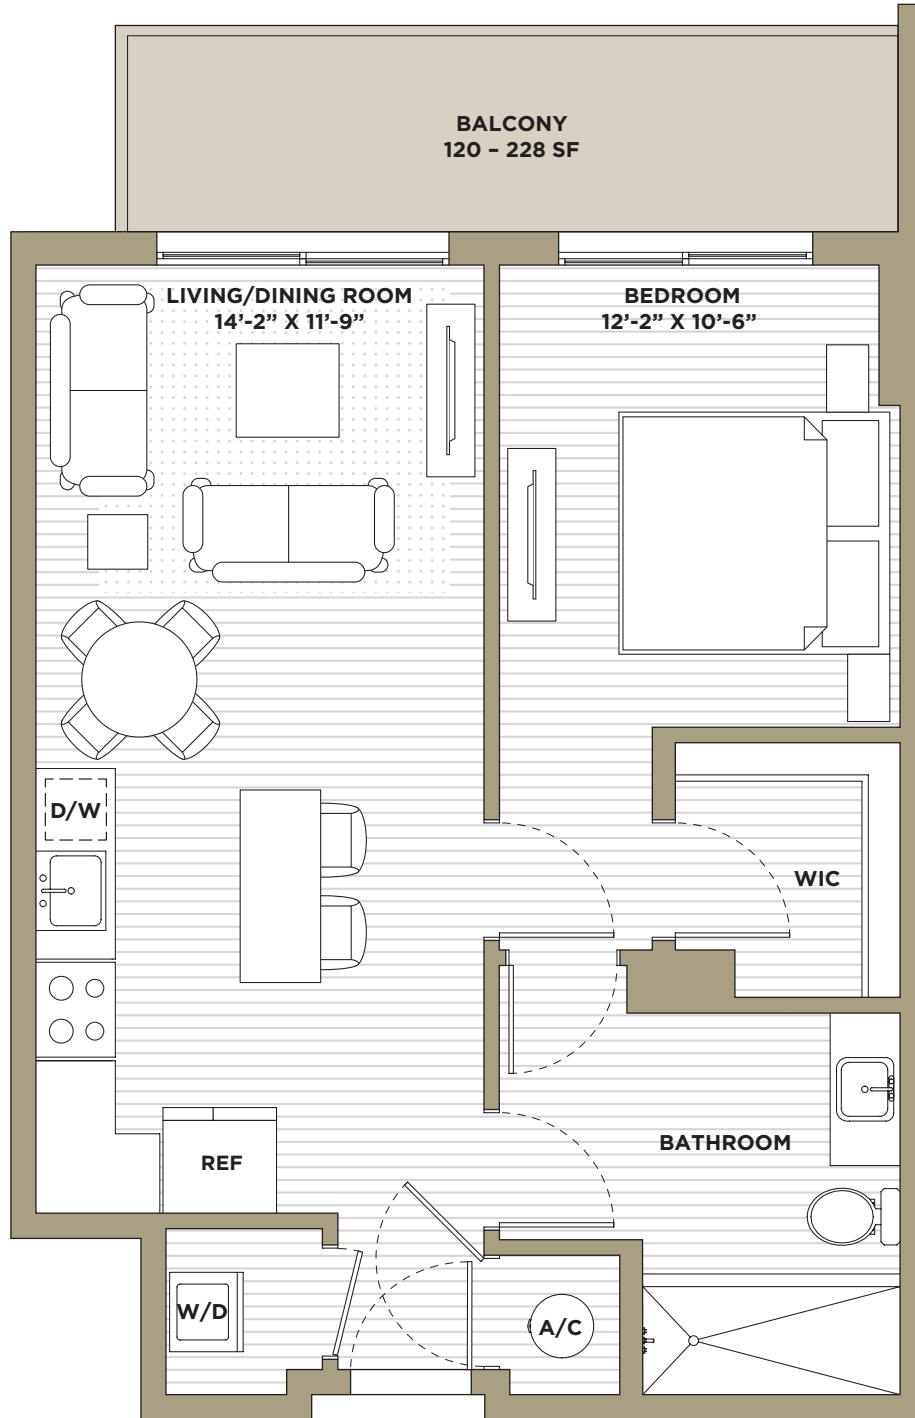 BALCONY
120 – 228 SF
LIVING/DINING ROOM
14’-2” X 11’-9”
BEDROOM
12’-2” X 10’-6”
D/W
WIC
REF
BATHROOM
W/D
A/C